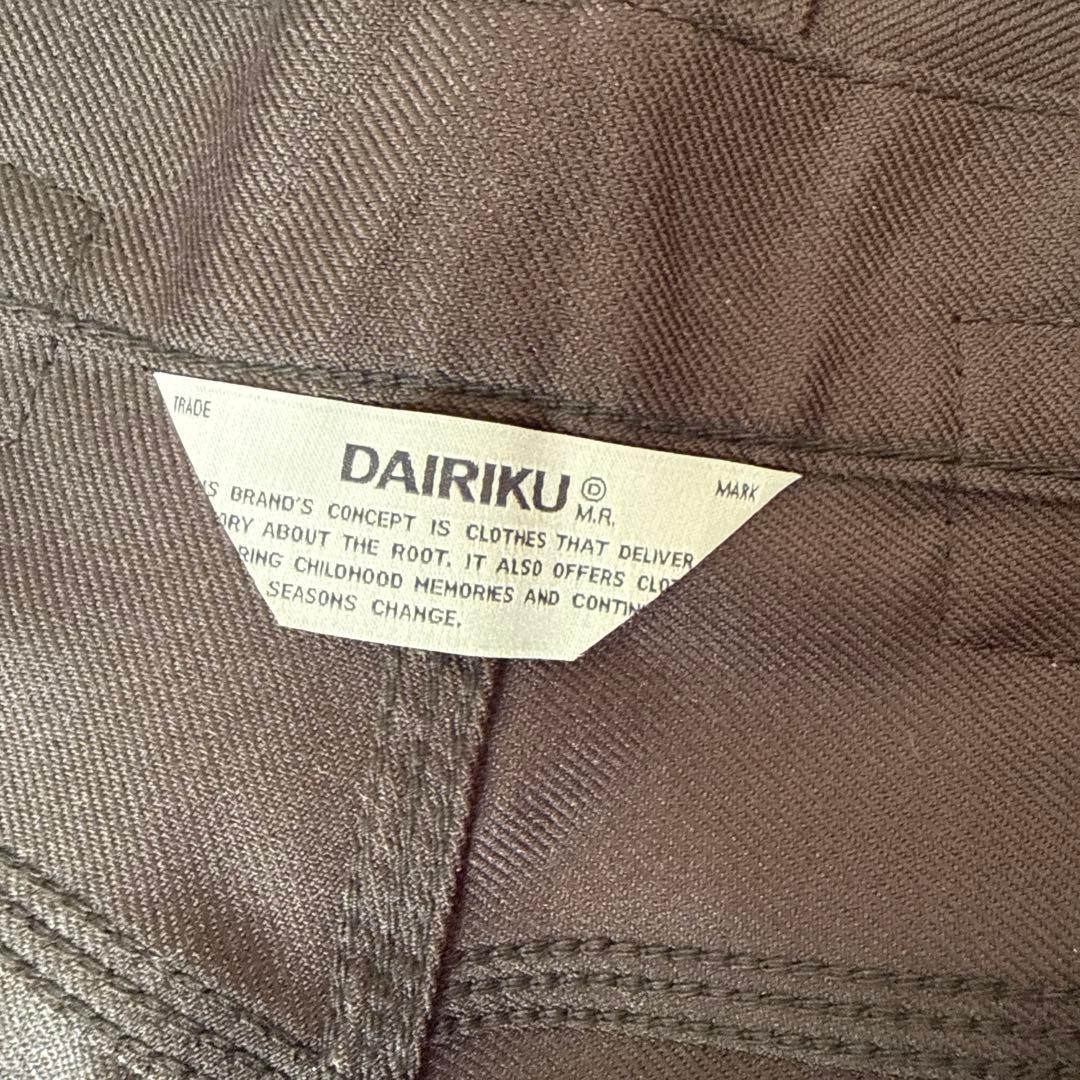 TRADE
DAIRIKU Ⓓ
MARK
M.R.
BRAND'S CONCEPT IS CLOTHES THAT DELIVER
ABOUT THE ROOT. IT ALSO OFFERS
CHILDHOOD MEMORIES AND
SEASONS CHANGE.